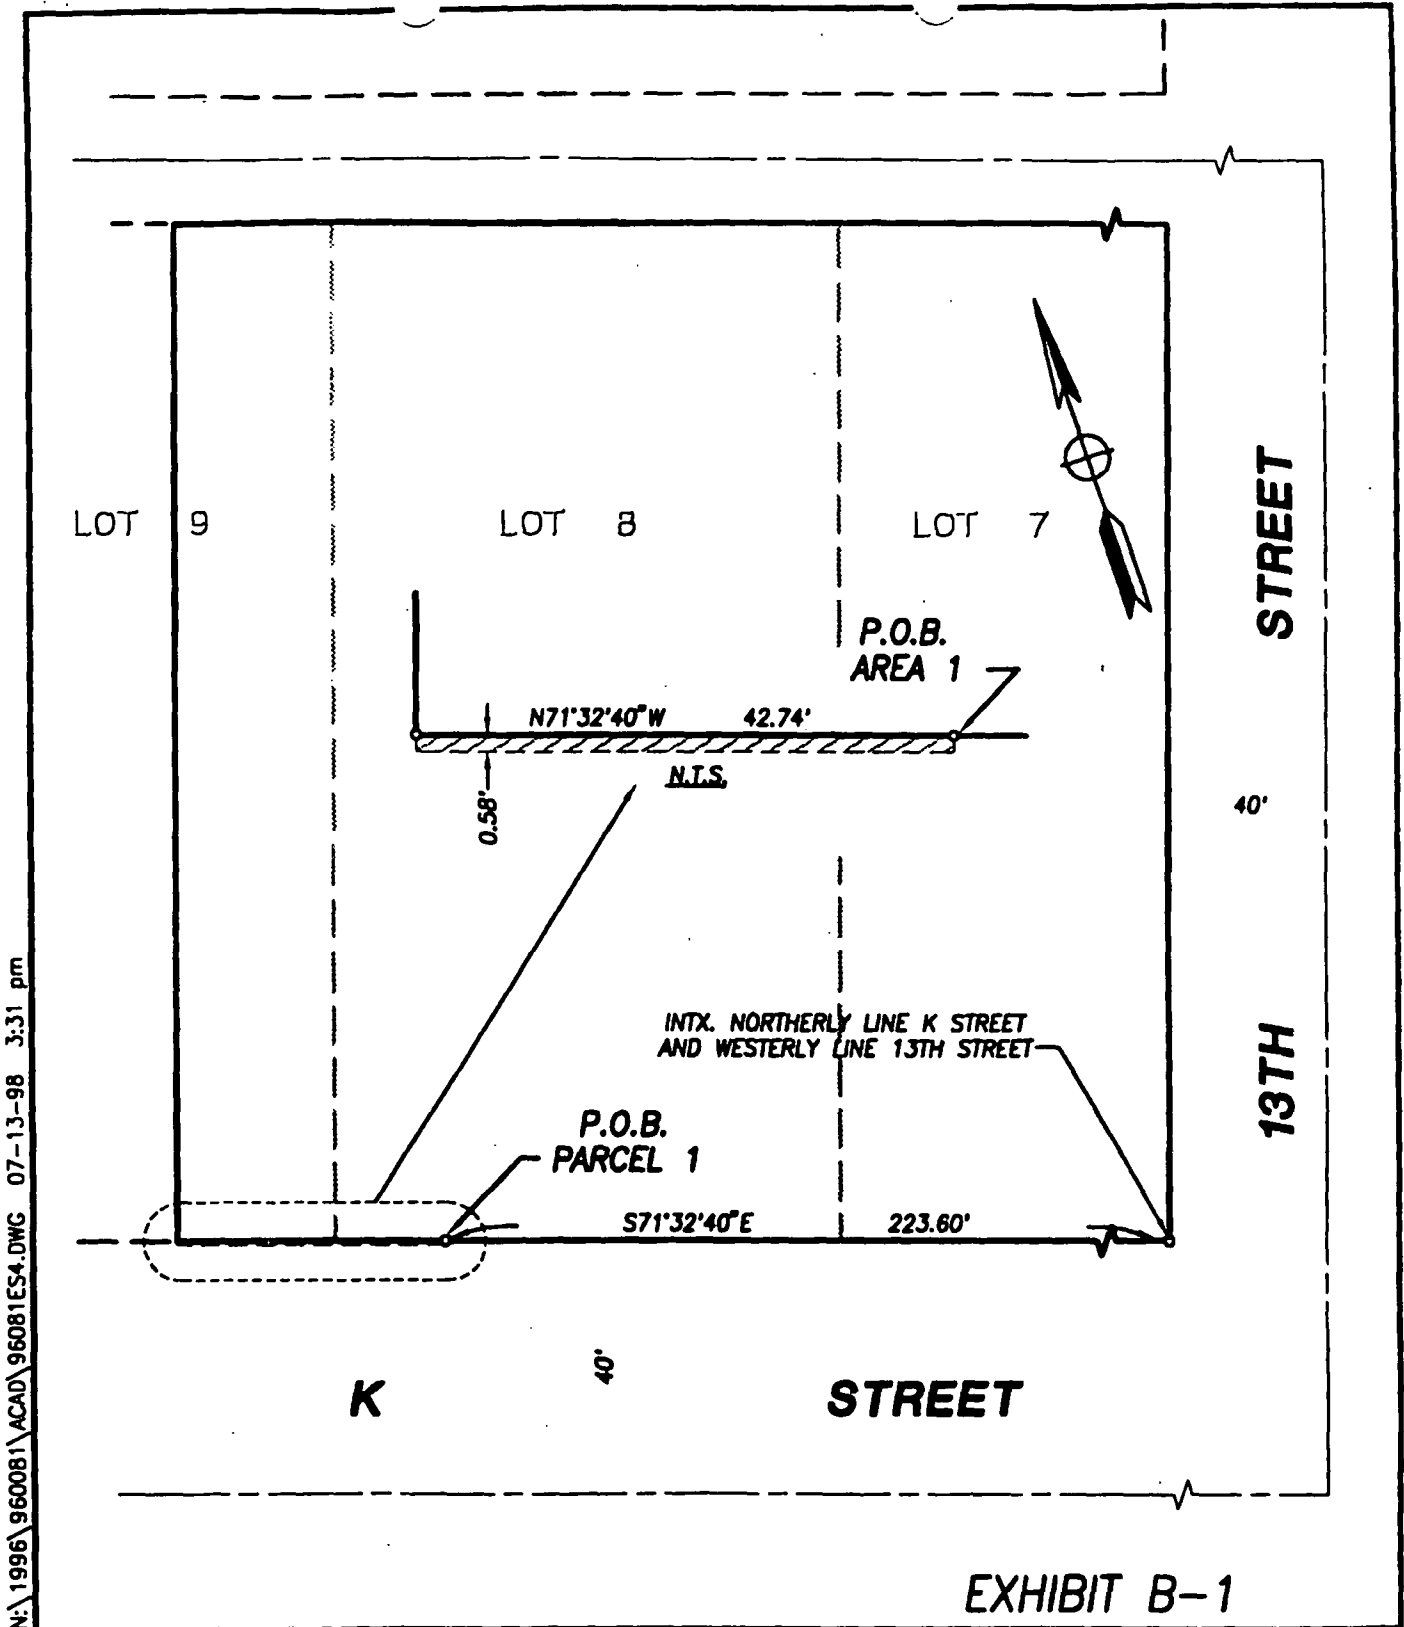 LOT 9
LOT 8
LOT 7
STREET
P.O.B.
AREA 1
N71°32'40"W 42.74'
N.T.S.
0.58'
40'
INTX. NORTHERLY LINE K STREET
AND WESTERLY LINE 13TH STREET
13TH
P.O.B.
PARCEL 1
S71°32'40"E 223.60'
40'
K STREET
EXHIBIT B-1
N:\1996\960081\ACAD\96081ES4.DWG 07-13-98 3:31 pm